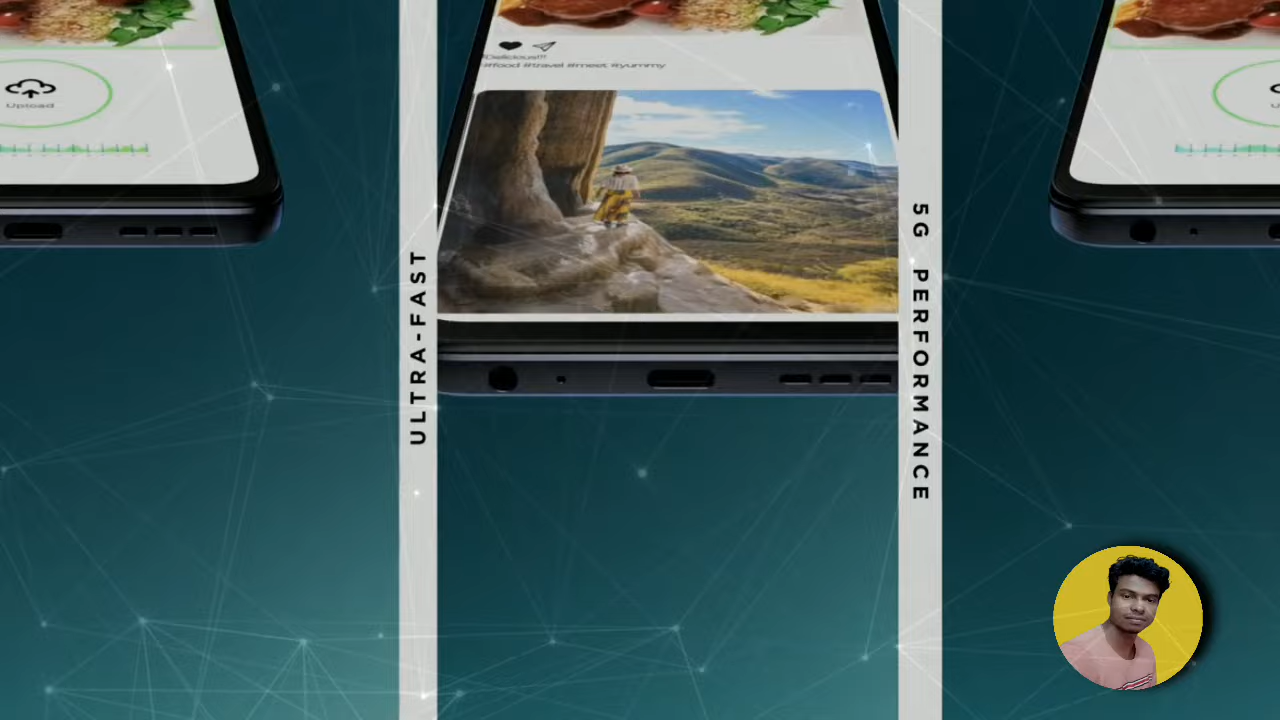 Delicious!!!
#food #travel #meet #yummy
Upload
ULTRA-FAST
5G PERFORMANCE